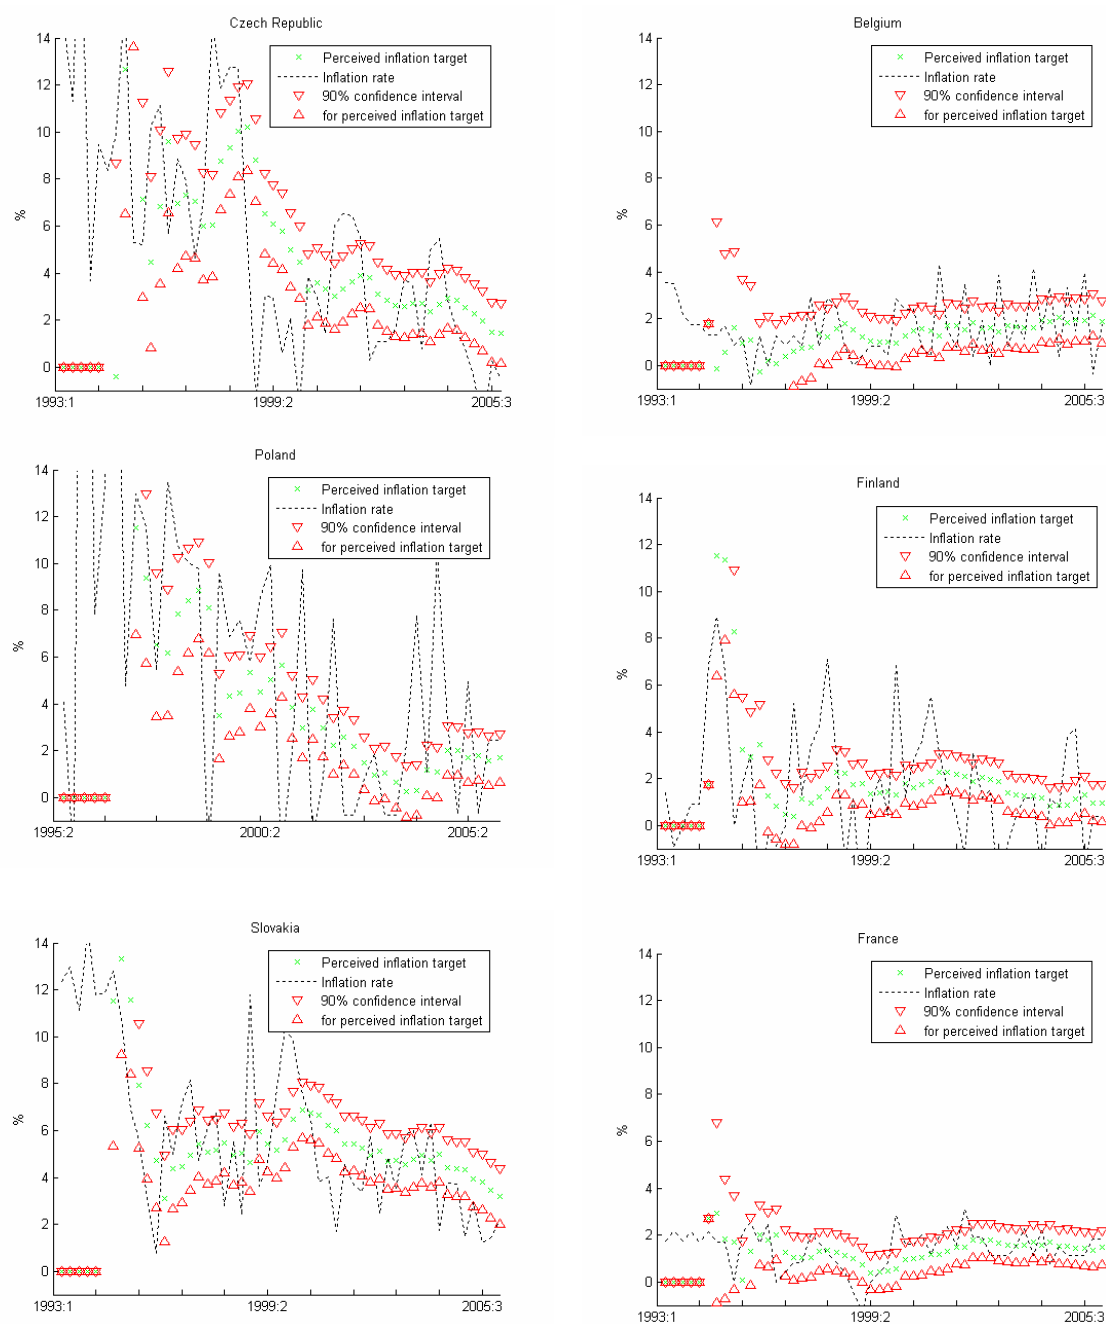 Czech Republic
14
12
10
8
6
4
2
0
%
Perceived inflation target
Inflation rate
90% confidence interval
for perceived inflation target
1993:1
1999:2
2005:3
Belgium
14
12
10
8
6
4
2
0
%
Perceived inflation target
Inflation rate
90% confidence interval
for perceived inflation target
1993:1
1999:2
2005:3
Poland
14
12
10
8
6
4
2
0
%
Perceived inflation target
Inflation rate
90% confidence interval
for perceived inflation target
1995:2
2000:2
2005:2
Finland
14
12
10
8
6
4
2
0
%
Perceived inflation target
Inflation rate
90% confidence interval
for perceived inflation target
1993:1
1999:2
2005:3
Slovakia
14
12
10
8
6
4
2
0
%
Perceived inflation target
Inflation rate
90% confidence interval
for perceived inflation target
1993:1
1999:2
2005:3
France
14
12
10
8
6
4
2
0
%
Perceived inflation target
Inflation rate
90% confidence interval
for perceived inflation target
1993:1
1999:2
2005:3